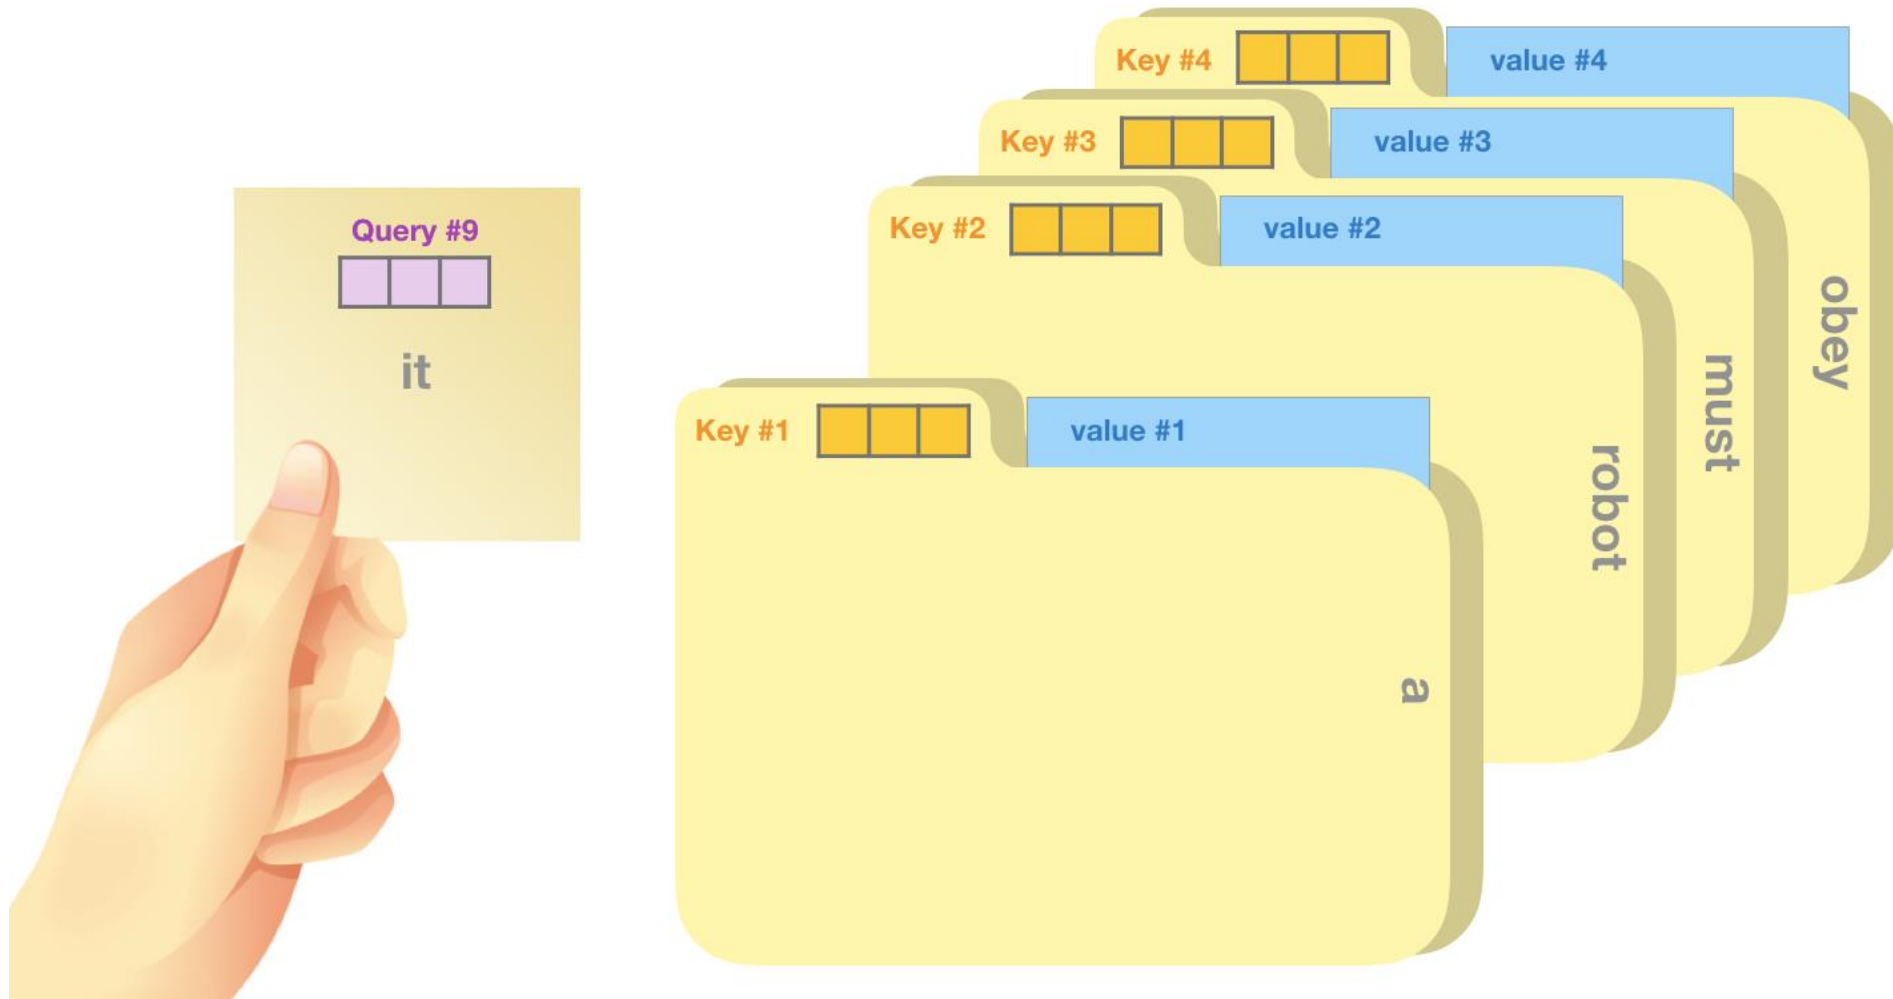 Query #9
it
Key #4
value #4
obey
Key #3
value #3
must
Key #2
value #2
robot
Key #1
value #1
a